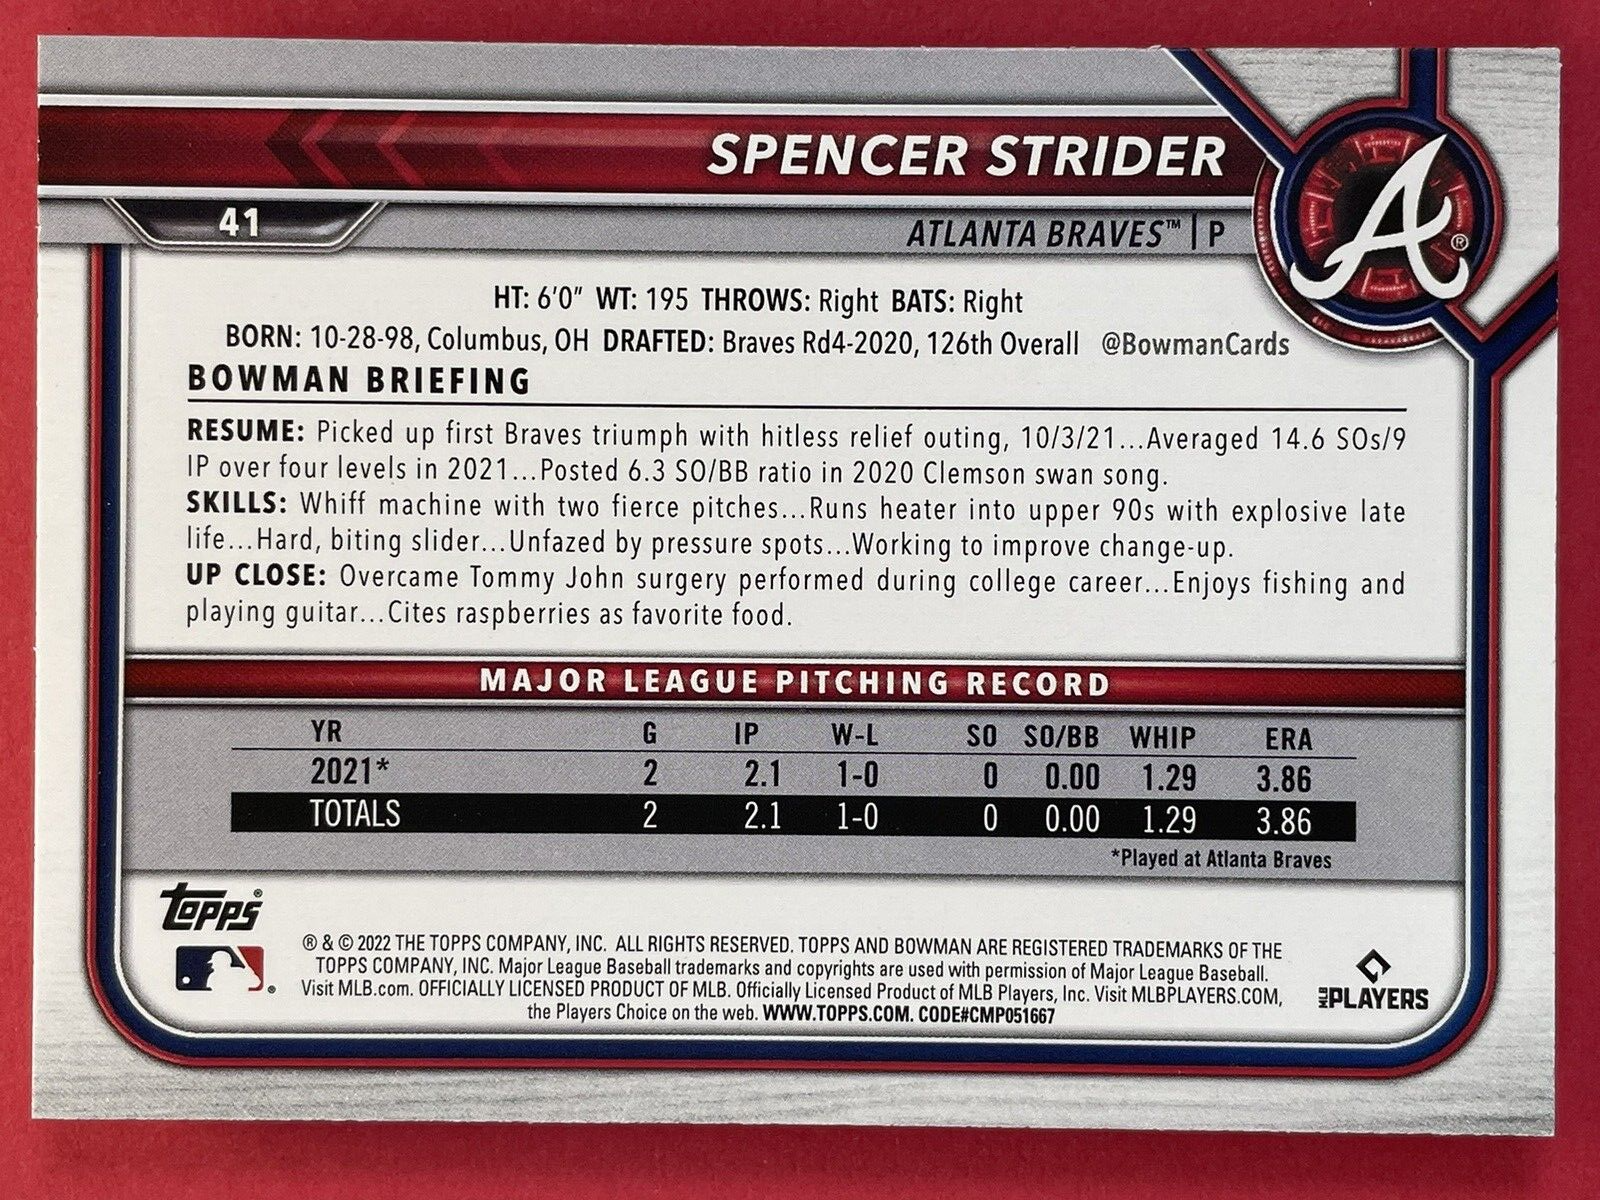 SPENCER STRIDER
41
ATLANTA BRAVES™ | P
A®
HT: 6'0" WT: 195 THROWS: Right BATS: Right
BORN: 10-28-98, Columbus, OH DRAFTED: Braves Rd4-2020, 126th Overall @BowmanCards
BOWMAN BRIEFING
RESUME: Picked up first Braves triumph with hitless relief outing, 10/3/21...Averaged 14.6 SOs/9
IP over four levels in 2021...Posted 6.3 SO/BB ratio in 2020 Clemson swan song.
SKILLS: Whiff machine with two fierce pitches...Runs heater into upper 90s with explosive late
life...Hard, biting slider...Unfazed by pressure spots...Working to improve change-up.
UP CLOSE: Overcame Tommy John surgery performed during college career...Enjoys fishing and
playing guitar...Cites raspberries as favorite food.
MAJOR LEAGUE PITCHING RECORD
YR G IP W-L SO SO/BB WHIP ERA
2021* 2 2.1 1-0 0 0.00 1.29 3.86
TOTALS 2 2.1 1-0 0 0.00 1.29 3.86
*Played at Atlanta Braves
Topps®
® & © 2022 THE TOPPS COMPANY, INC. ALL RIGHTS RESERVED. TOPPS AND BOWMAN ARE REGISTERED TRADEMARKS OF THE
TOPPS COMPANY, INC. Major League Baseball trademarks and copyrights are used with permission of Major League Baseball.
Visit MLB.com. OFFICIALLY LICENSED PRODUCT OF MLB. Officially Licensed Product of MLB Players, Inc. Visit MLBPLAYERS.COM,
the Players Choice on the web. WWW.TOPPS.COM. CODE#CMP051667
MLB PLAYERS